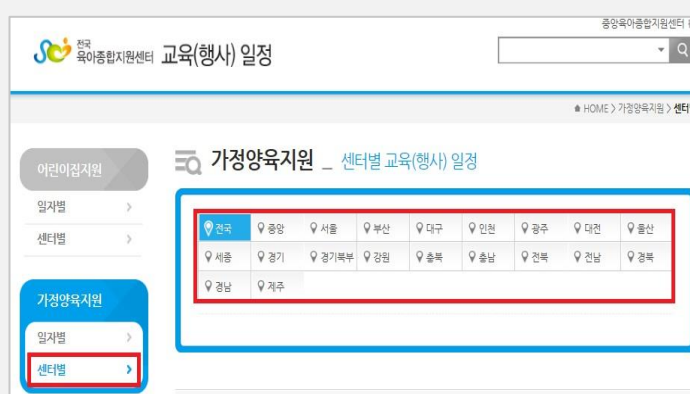 중앙육아종합지원센터
전국
육아종합지원센터 교육(행사) 일정
HOME > 가정양육지원 > 센터
어린이집지원
일자별
센터별
가정양육지원
일자별
센터별
가정양육지원 _ 센터별 교육(행사) 일정
전국 중앙 서울 부산 대구 인천 광주 대전 울산
세종 경기 경기북부 강원 충북 충남 전북 전남 경북
경남 제주